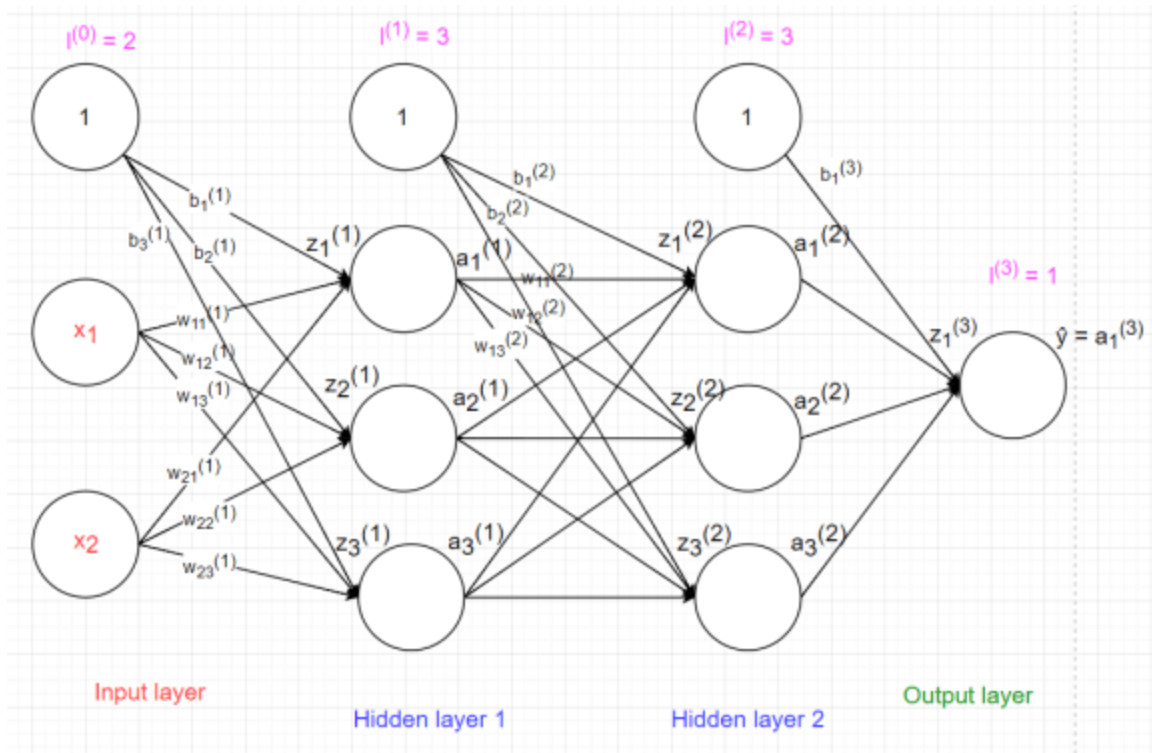 l(0) = 2
l(1) = 3
l(2) = 3
1
1
1
b1(1)
b2(1)
b3(1)
b1(2)
b2(2)
b1(3)
z1(1)
a1(1)
z1(2)
a1(2)
l(3) = 1
x1
w11(1)
w12(1)
w13(1)
w11(2)
w12(2)
w13(2)
z1(3)
ŷ = a1(3)
z2(1)
a2(1)
z2(2)
a2(2)
w21(1)
w22(1)
w23(1)
x2
z3(1)
a3(1)
z3(2)
a3(2)
Input layer
Hidden layer 1
Hidden layer 2
Output layer